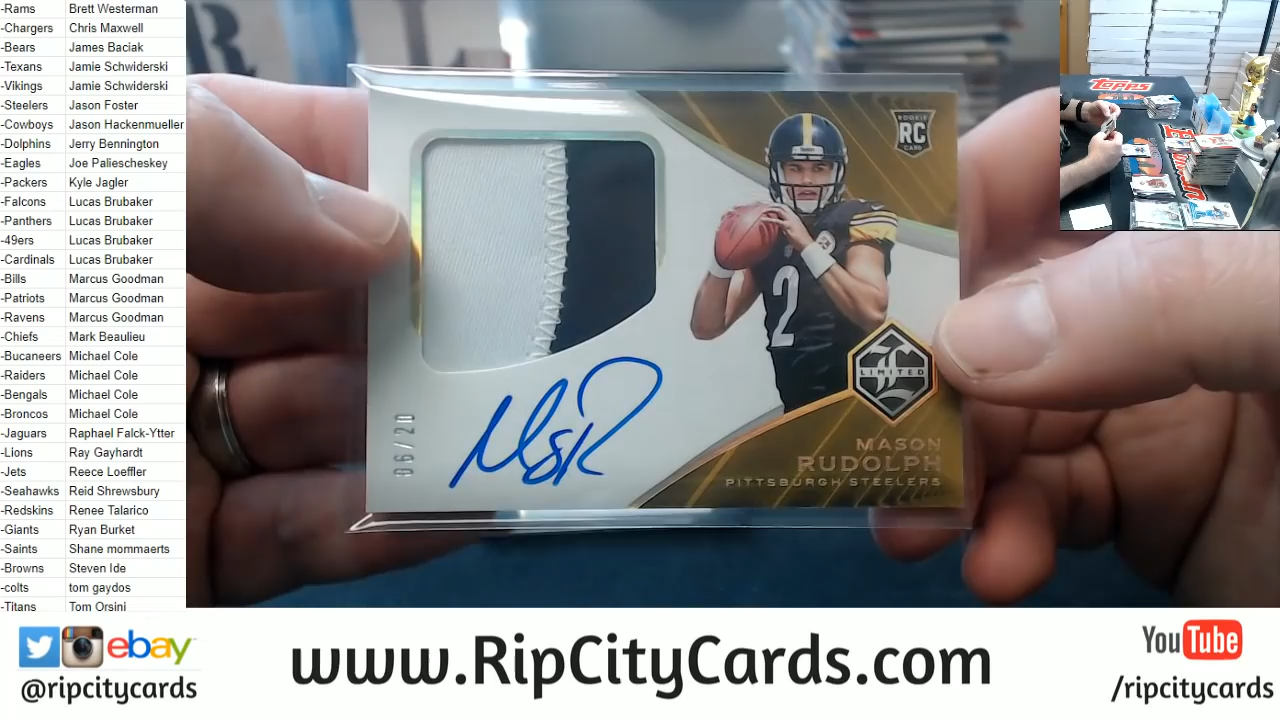 -Rams Brett Westerman
-Chargers Chris Maxwell
-Bears James Baciak
-Texans Jamie Schwiderski
-Vikings Jamie Schwiderski
-Steelers Jason Foster
-Cowboys Jason Hackenmueller
-Dolphins Jerry Bennington
-Eagles Joe Paliescheskey
-Packers Kyle Jagler
-Falcons Lucas Brubaker
-Panthers Lucas Brubaker
-49ers Lucas Brubaker
-Cardinals Lucas Brubaker
-Bills Marcus Goodman
-Patriots Marcus Goodman
-Ravens Marcus Goodman
-Chiefs Mark Beaulieu
-Bucaneers Michael Cole
-Raiders Michael Cole
-Bengals Michael Cole
-Broncos Michael Cole
-Jaguars Raphael Falck-Ytter
-Lions Ray Gayhardt
-Jets Reece Loeffler
-Seahawks Reid Shrewsbury
-Redskins Renee Talarico
-Giants Ryan Burket
-Saints Shane mommaerts
-Browns Steven Ide
-colts tom gaydos
-Titans Tom Orsini
ROOKIE
RC
CARD
2
06/20
LIMITED
MASON
RUDOLPH
PITTSBURGH STEELERS
TOPPS
ebay
@ripcitycards
www.RipCityCards.com
YouTube
/ripcitycards